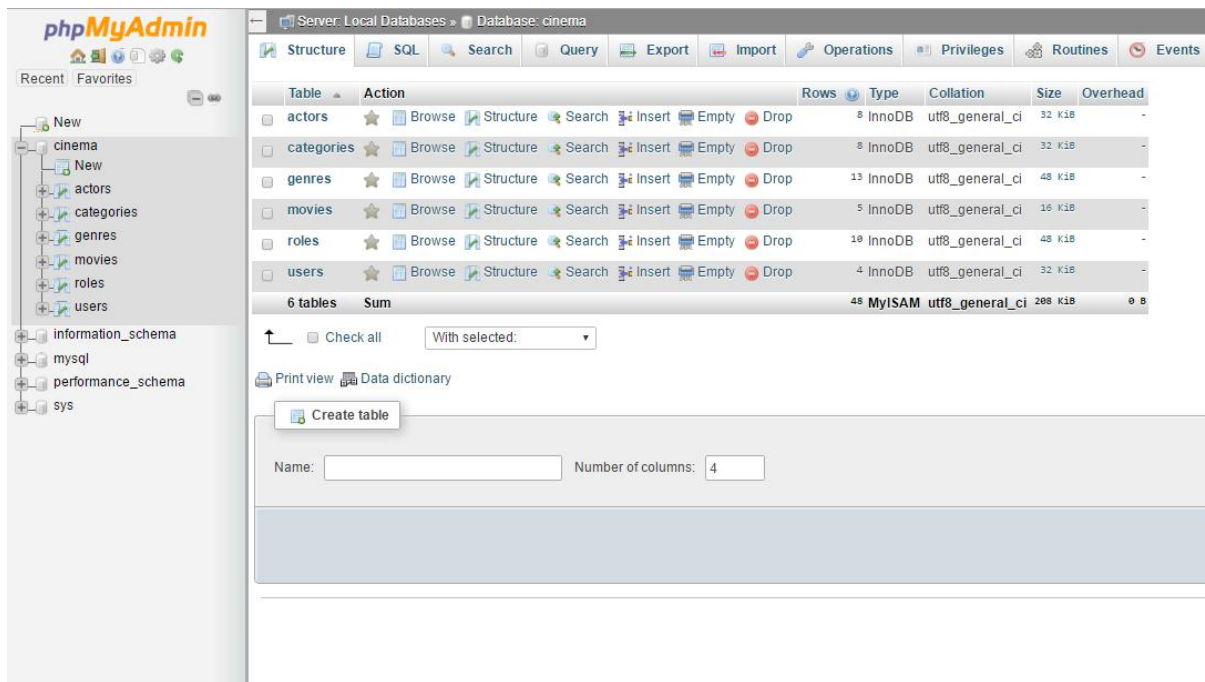 phpMyAdmin
Recent Favorites
New
cinema
New
actors
categories
genres
movies
roles
users
information_schema
mysql
performance_schema
sys
Server: Local Databases » Database: cinema
Structure SQL Search Query Export Import Operations Privileges Routines Events
Table Action Rows Type Collation Size Overhead
actors Browse Structure Search Insert Empty Drop 8 InnoDB utf8_general_ci 32 KiB -
categories Browse Structure Search Insert Empty Drop 8 InnoDB utf8_general_ci 32 KiB -
genres Browse Structure Search Insert Empty Drop 13 InnoDB utf8_general_ci 48 KiB -
movies Browse Structure Search Insert Empty Drop 5 InnoDB utf8_general_ci 16 KiB -
roles Browse Structure Search Insert Empty Drop 10 InnoDB utf8_general_ci 48 KiB -
users Browse Structure Search Insert Empty Drop 4 InnoDB utf8_general_ci 32 KiB -
6 tables Sum 48 MyISAM utf8_general_ci 208 KiB 0 B
Check all With selected:
Print view Data dictionary
Create table
Name: Number of columns: 4